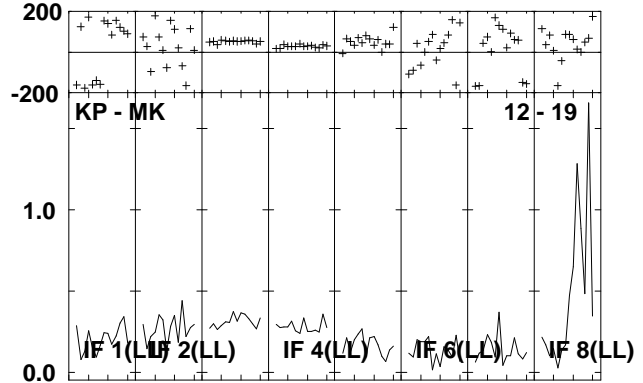 200
-200
KP - MK 12 - 19
1.0
IF 1(LL) IF 2(LL) IF 4(LL) IF 6(LL) IF 8(LL)
0.0